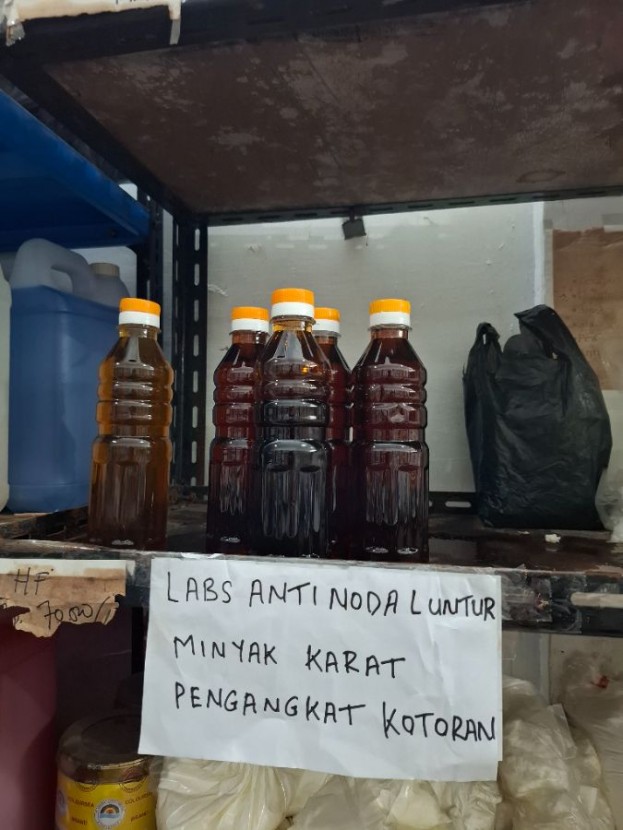 HF
70.000/L
LABS ANTI NODA LUNTUR
MINYAK KARAT
PENGANGKAT KOTORAN